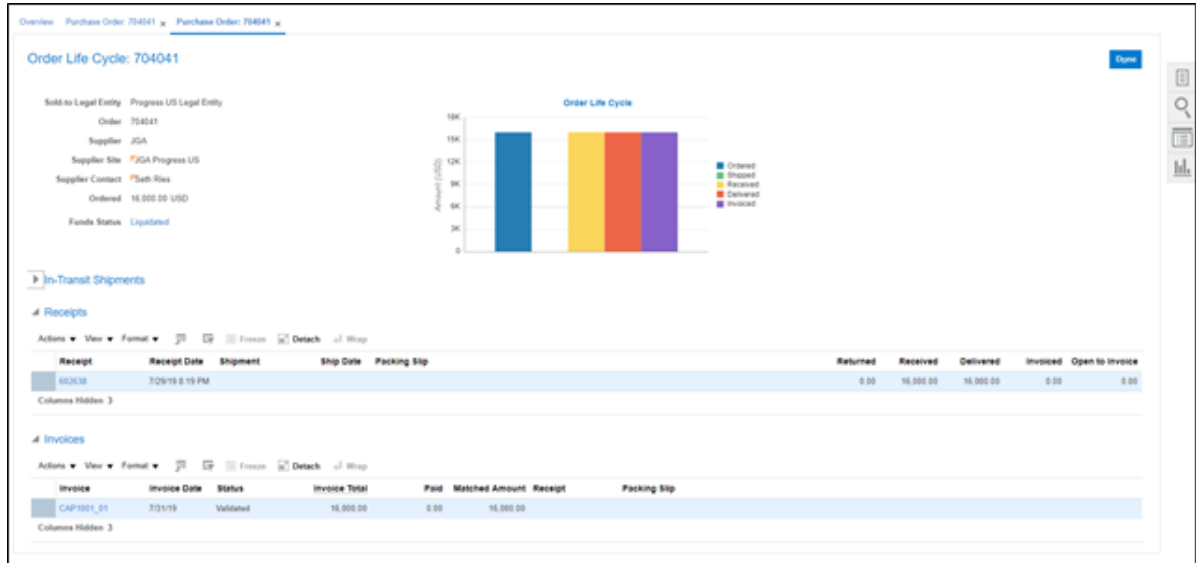 Overview Purchase Order: 704041 x Purchase Order: 704041 x
Order Life Cycle: 704041
Done
Sold-to Legal Entity Progress US Legal Entity
Order 704041
Supplier JGA
Supplier Site JGA Progress US
Supplier Contact Seth Ries
Ordered 16,000.00 USD
Funds Status Liquidated
Order Life Cycle
Amount (USD)
18K
15K
12K
9K
6K
3K
0
Ordered
Shipped
Received
Delivered
Invoiced
In-Transit Shipments
Receipts
Actions View Format Freeze Detach Wrap
Receipt Receipt Date Shipment Ship Date Packing Slip Returned Received Delivered Invoiced Open to Invoice
602638 7/29/19 8:19 PM 0.00 16,000.00 16,000.00 0.00 0.00
Columns Hidden 3
Invoices
Actions View Format Freeze Detach Wrap
Invoice Invoice Date Status Invoice Total Paid Matched Amount Receipt Packing Slip
CAP1001_01 7/31/19 Validated 16,000.00 0.00 16,000.00
Columns Hidden 3